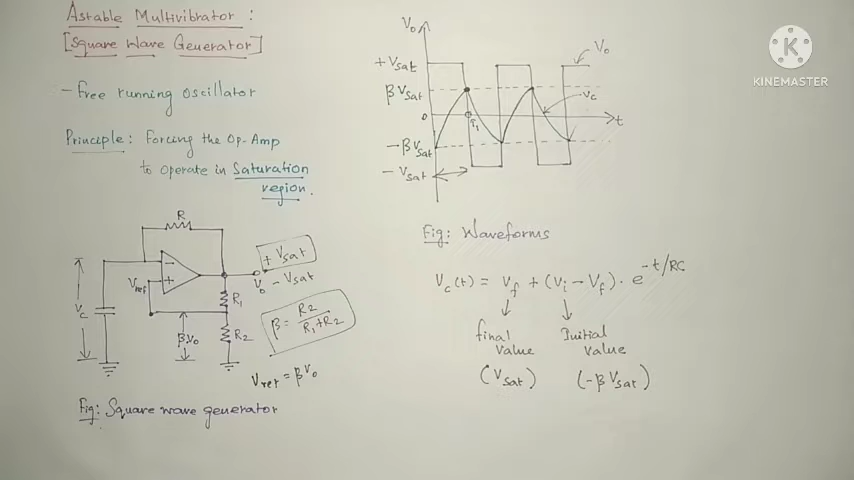 Astable Multivibrator :
[Square Wave Generator]
- free running oscillator
Principle: Forcing the Op-Amp
to operate in Saturation
region.
R
+ Vsat
Vo - Vsat
Vref
-
+
Vc
R1
R2
βVo
β = R2 / R1+R2
Vref = βVo
Fig: Square wave generator
Vo
+Vsat
βVsat
0
-βVsat
- Vsat
Vo
Vc
T1
t
Fig: Waveforms
Vc(t) = Vf + (Vi - Vf) · e^-t/RC
final
value
(Vsat)
Initial
value
(-βVsat)
K
KINEMASTER